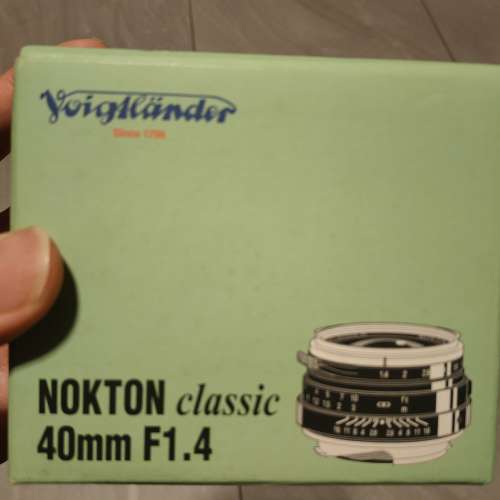 Voigtländer
Since 1756
NOKTON classic
40mm F1.4